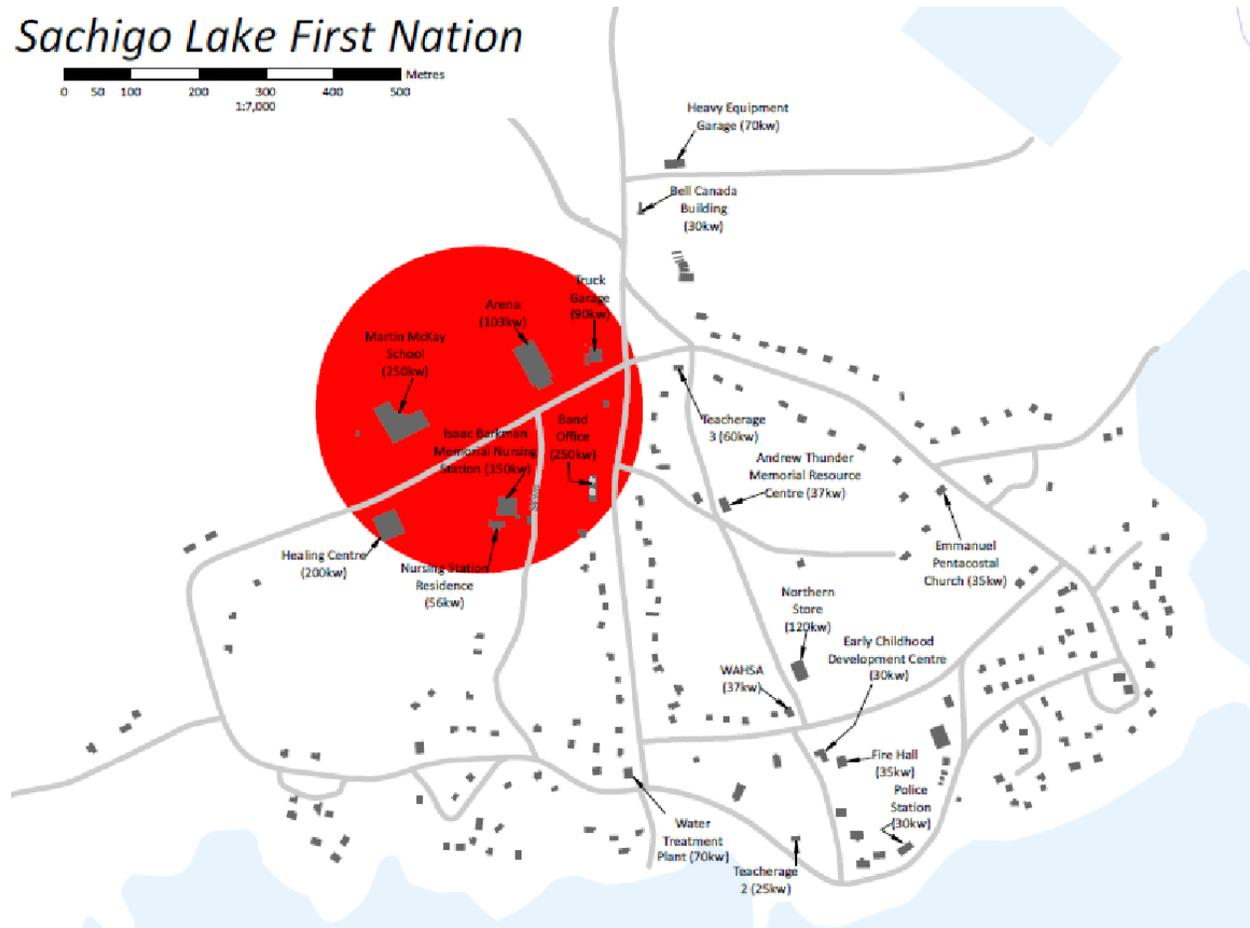 Sachigo Lake First Nation
Metres
0 50 100 200 300 400 500
1:7,000
Heavy Equipment
Garage (70kw)
Bell Canada
Building
(30kw)
Truck
Garage
(90kw)
Arena
(103kw)
Martin McKay
School
(250kw)
Isaac Barkman
Memorial Nursing
Station (150kw)
Band
Office
(250kw)
Teacherage
3 (60kw)
Andrew Thunder
Memorial Resource
Centre (37kw)
Healing Centre
(200kw)
Nursing Station
Residence
(56kw)
Emmanuel
Pentacostal
Church (35kw)
Northern
Store
(120kw)
Early Childhood
Development Centre
(30kw)
WAHSA
(37kw)
Fire Hall
(35kw)
Police
Station
(30kw)
Water
Treatment
Plant (70kw)
Teacherage
2 (25kw)